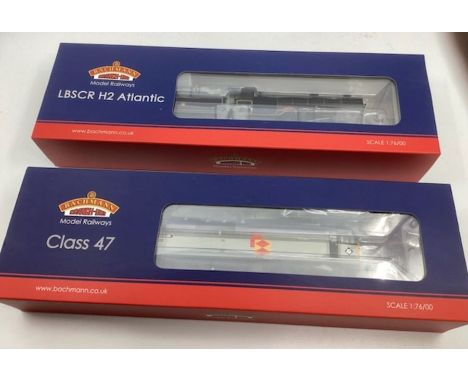 BACHMANN
BRANCH-LINE
Model Railways
LBSCR H2 Atlantic
www.bachmann.co.uk
SCALE 1:76/00
BACHMANN
BRANCH-LINE
Model Railways
Class 47
www.bachmann.co.uk
SCALE 1:76/00